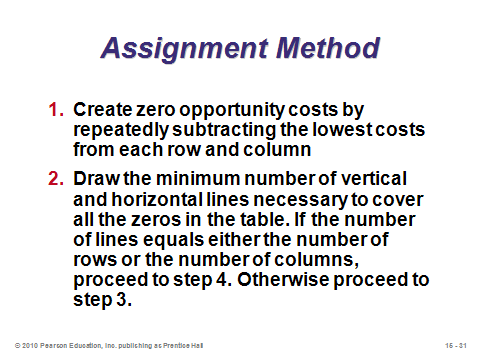 Assignment Method
1. Create zero opportunity costs by
repeatedly subtracting the lowest costs
from each row and column
2. Draw the minimum number of vertical
and horizontal lines necessary to cover
all the zeros in the table. If the number
of lines equals either the number of
rows or the number of columns,
proceed to step 4. Otherwise proceed to
step 3.
© 2010 Pearson Education, Inc. publishing as Prentice Hall
15 - 31